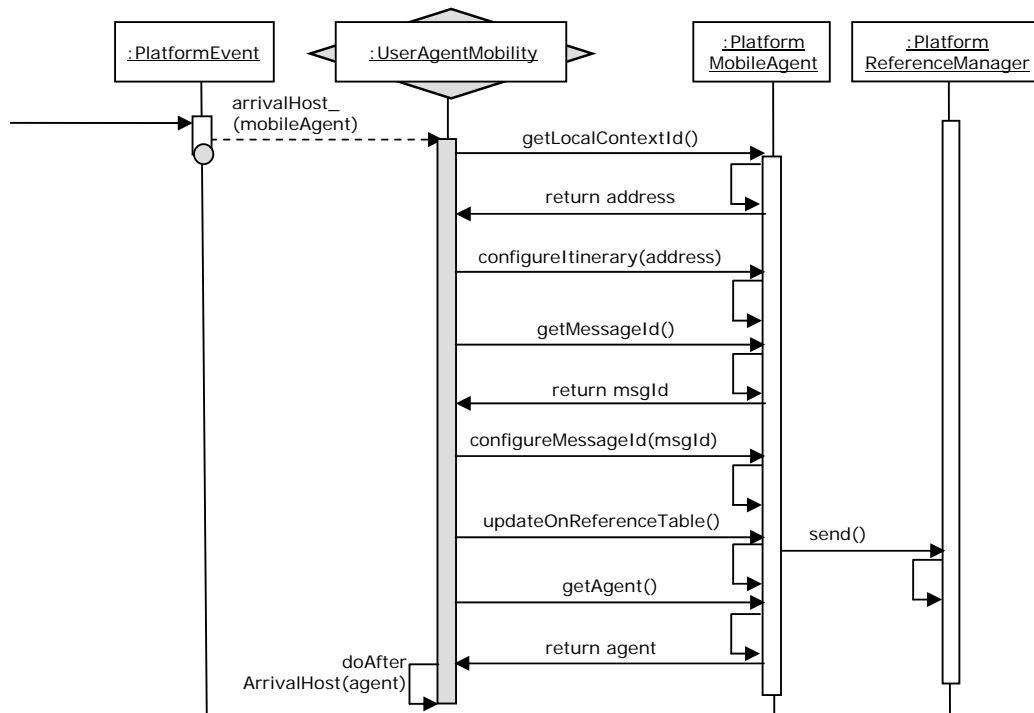 :PlatformEvent
:UserAgentMobility
:Platform
MobileAgent
:Platform
ReferenceManager
arrivalHost_
(mobileAgent)
getLocalContextId()
return address
configureItinerary(address)
getMessageId()
return msgId
configureMessageId(msgId)
updateOnReferenceTable()
send()
getAgent()
return agent
doAfter
ArrivalHost(agent)